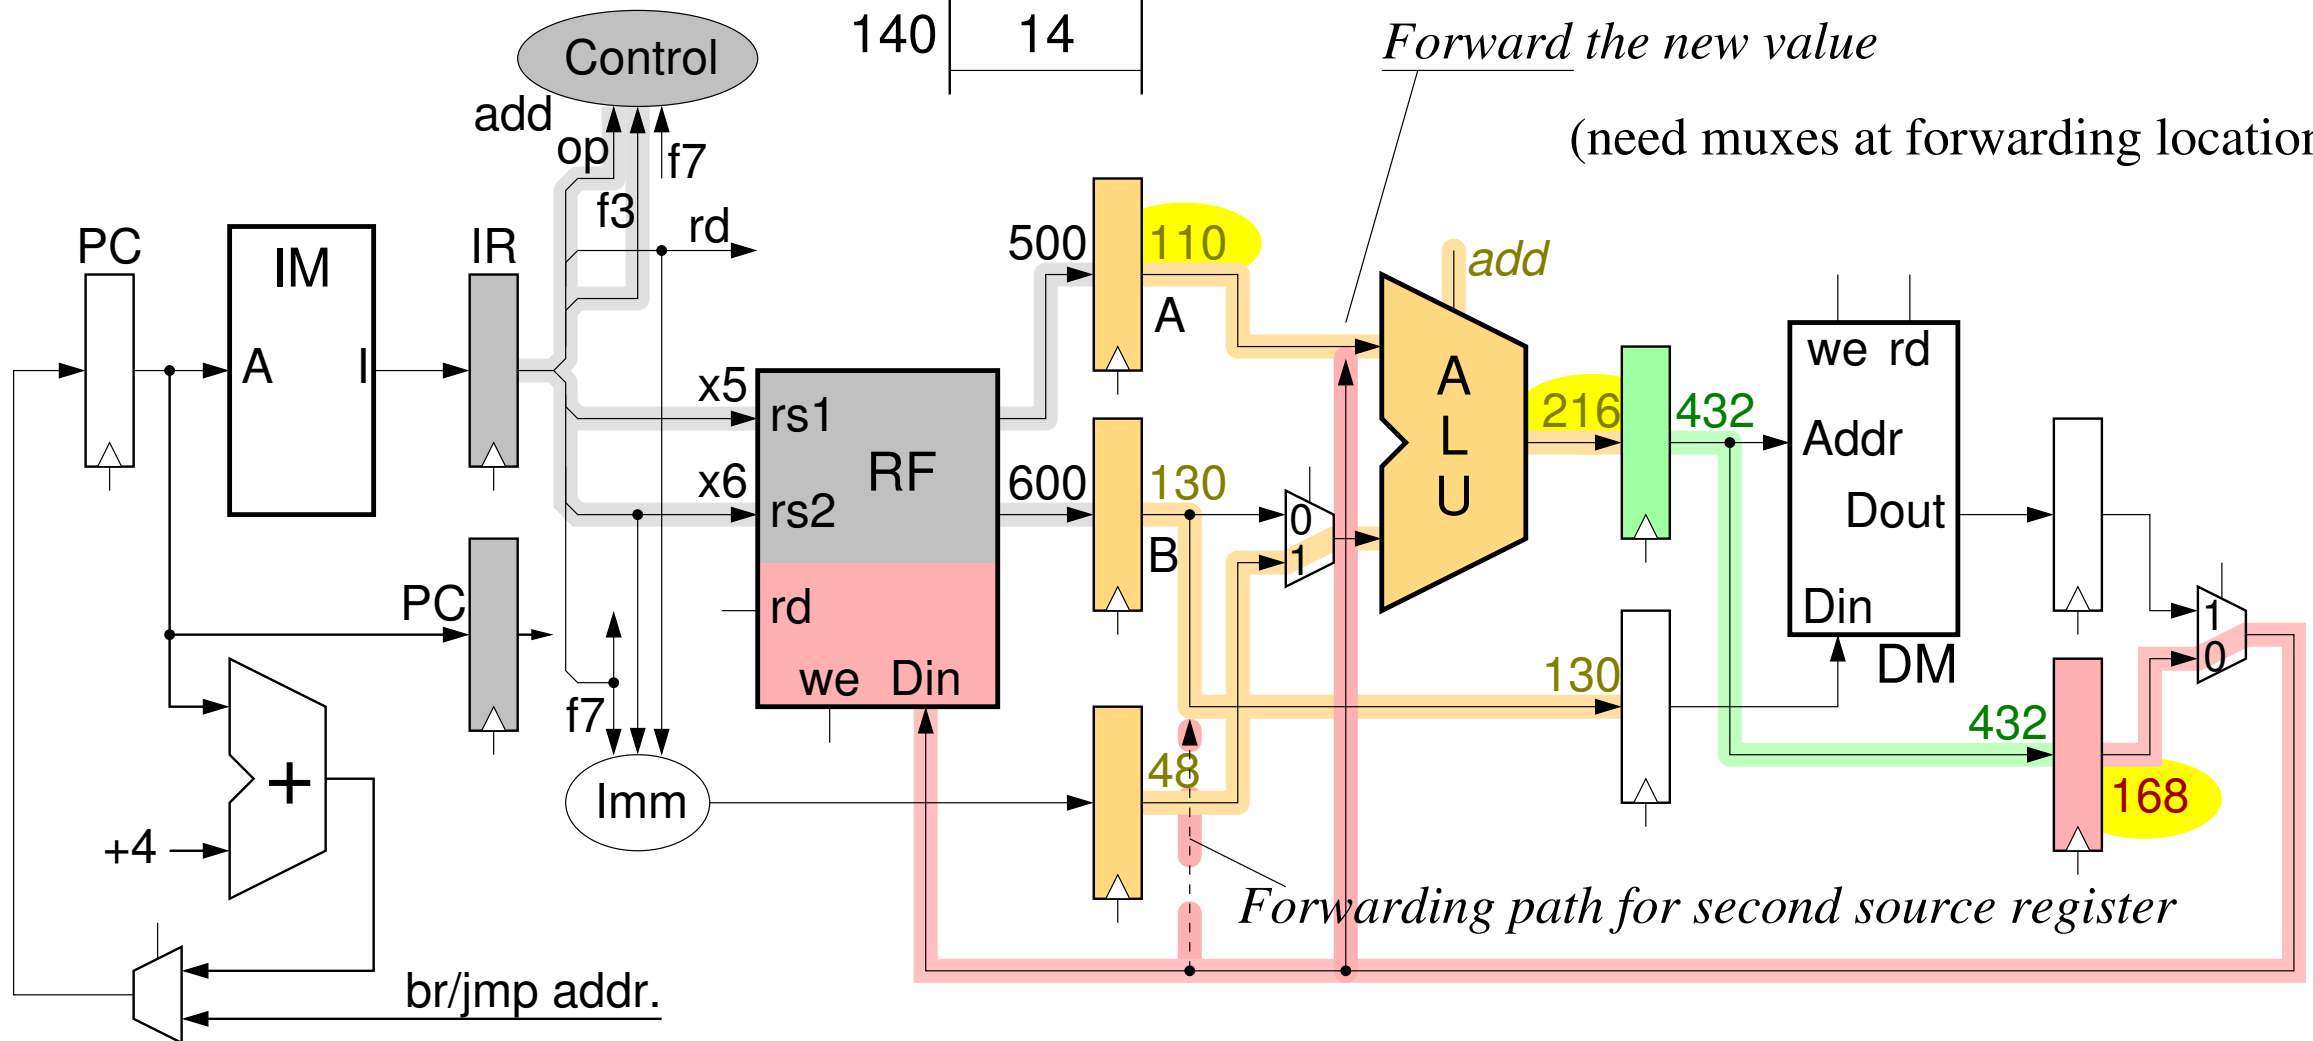 140 14
Forward the new value
(need muxes at forwarding location
Control
add
op
f7
f3
rd
PC
IM
A I
IR
x5
rs1
x6
rs2
RF
rd
we Din
500
110
A
600
130
B
0
1
add
A
L
U
216
432
we rd
Addr
Dout
Din
DM
1
0
PC
f7
+
+4
Imm
48
130
432
168
Forwarding path for second source register
br/jmp addr.